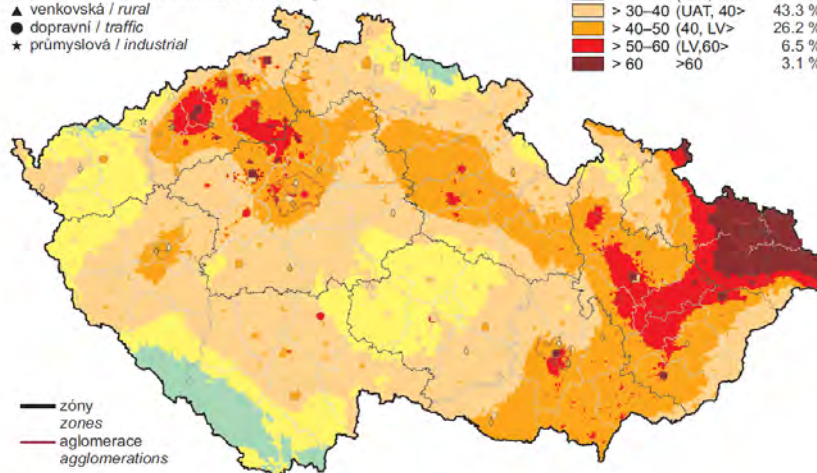 ▲ venkovská / rural
● dopravní / traffic
★ průmyslová / industrial
> 30–40 (UAT, 40> 43.3 %
> 40–50 (40, LV> 26.2 %
> 50–60 (LV,60> 6.5 %
> 60 >60 3.1 %
zóny
zones
aglomerace
agglomerations